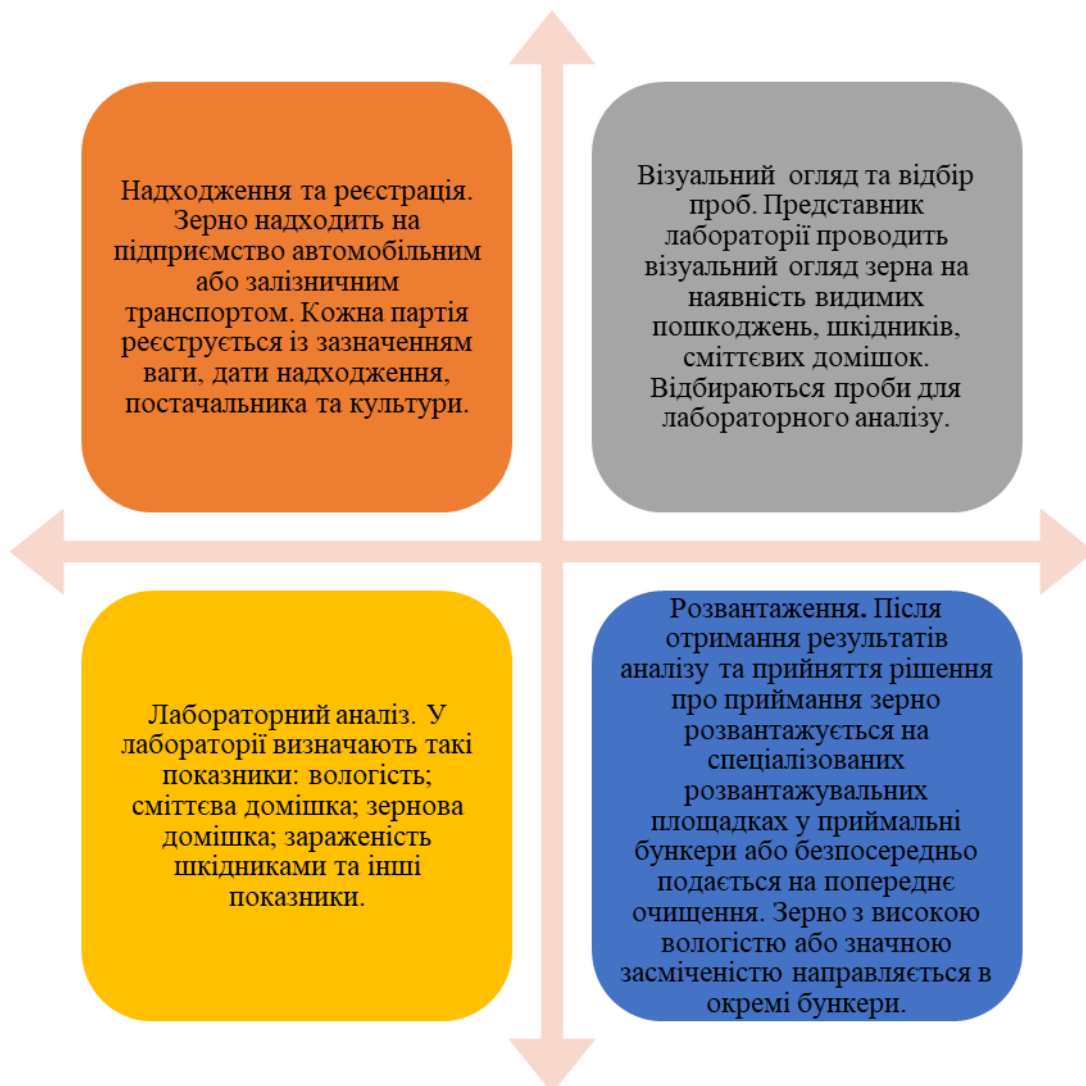 Надходження та реєстрація.
Зерно надходить на
підприємство автомобільним
або залізничним
транспортом. Кожна партія
реєструється із зазначенням
ваги, дати надходження,
постачальника та культури.
Візуальний огляд та відбір
проб. Представник
лабораторії проводить
візуальний огляд зерна на
наявність видимих
пошкоджень, шкідників,
сміттєвих домішок.
Відбираються проби для
лабораторного аналізу.
Лабораторний аналіз. У
лабораторії визначають такі
показники: вологість;
сміттєва домішка; зернова
домішка; зараженість
шкідниками та інші
показники.
Розвантаження. Після
отримання результатів
аналізу та прийняття рішення
про приймання зерно
розвантажується на
спеціалізованих
розвантажувальних
площадках у приймальні
бункери або безпосередньо
подається на попереднє
очищення. Зерно з високою
вологістю або значною
засміченістю направляється в
окремі бункери.